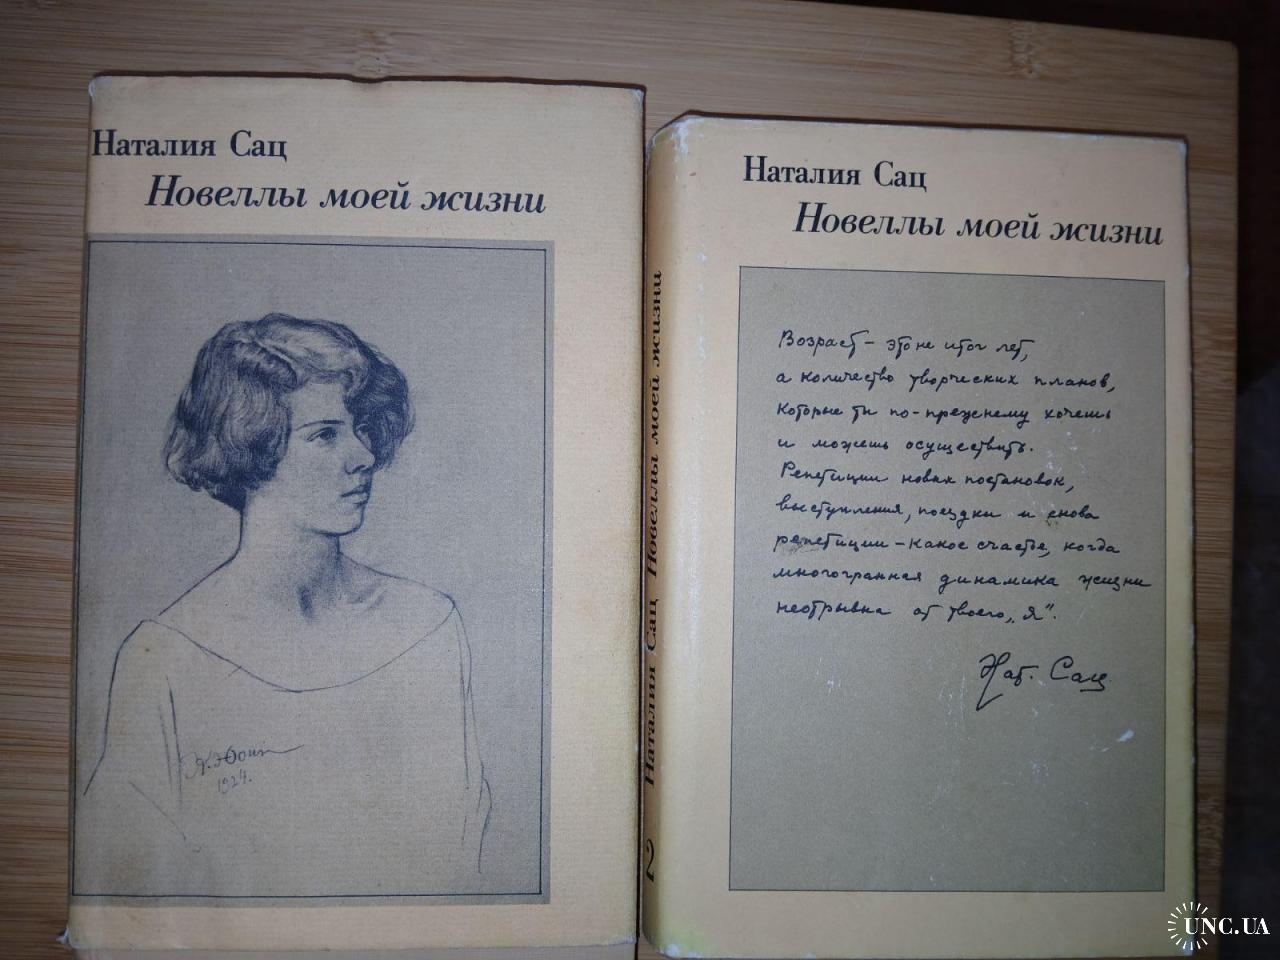 Наталия Сац
Новеллы моей жизни
К. Юон
1924.
Наталия Сац Новеллы моей жизни
2
Наталия Сац
Новеллы моей жизни
Возраст – это не итог лет,
а количество творческих планов,
которые ты по-прежнему хочешь
и можешь осуществить.
Репетиции новых постановок,
выступления, поездки и снова
репетиции – какое счастье, когда
многогранная динамика жизни
неотрывна от твоего „я“.
Нат. Сац
UNC.UA